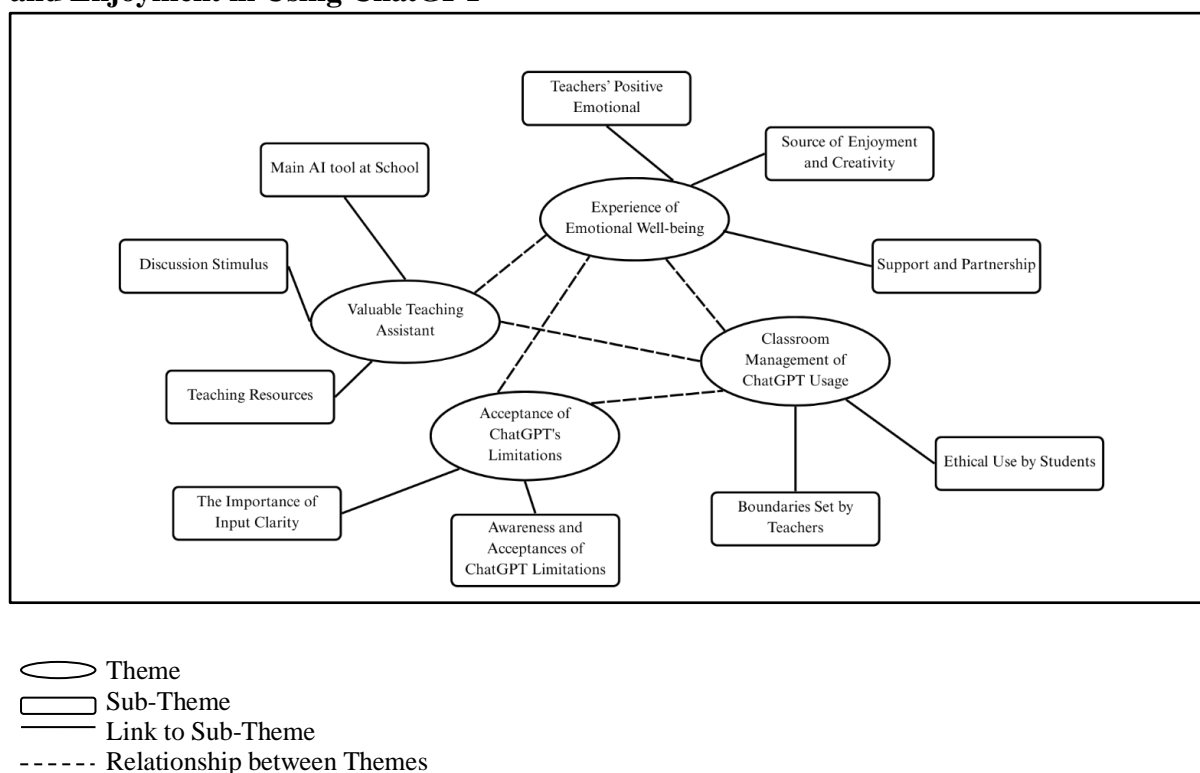 and Enjoyment in Using ChatGPT
Teachers' Positive
Emotional
Source of Enjoyment
and Creativity
Main AI tool at School
Experience of
Emotional Well-being
Discussion Stimulus
Support and Partnership
Valuable Teaching
Assistant
Classroom
Management of
ChatGPT Usage
Teaching Resources
Acceptance of
ChatGPT's
Limitations
Ethical Use by Students
The Importance of
Input Clarity
Boundaries Set by
Teachers
Awareness and
Acceptances of
ChatGPT Limitations
Theme
Sub-Theme
Link to Sub-Theme
Relationship between Themes